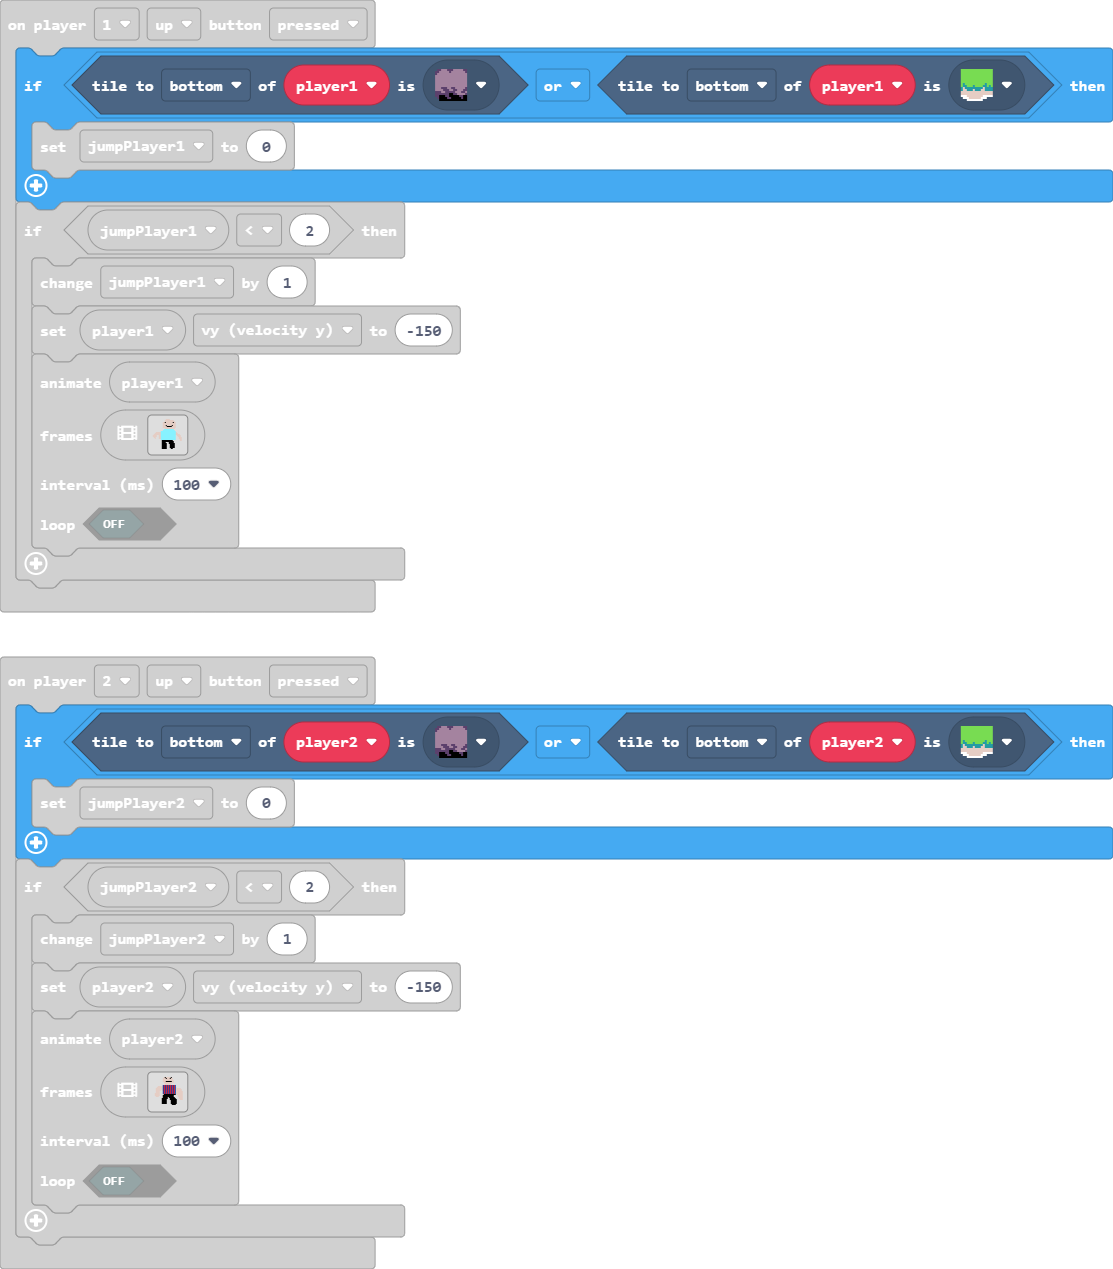 on player 1 up button pressed
if tile to bottom of player1 is or tile to bottom of player1 is then
set jumpPlayer1 to 0
if jumpPlayer1 < 2 then
change jumpPlayer1 by 1
set player1 vy (velocity y) to -150
animate player1
frames
interval (ms) 100
loop OFF
on player 2 up button pressed
if tile to bottom of player2 is or tile to bottom of player2 is then
set jumpPlayer2 to 0
if jumpPlayer2 < 2 then
change jumpPlayer2 by 1
set player2 vy (velocity y) to -150
animate player2
frames
interval (ms) 100
loop OFF